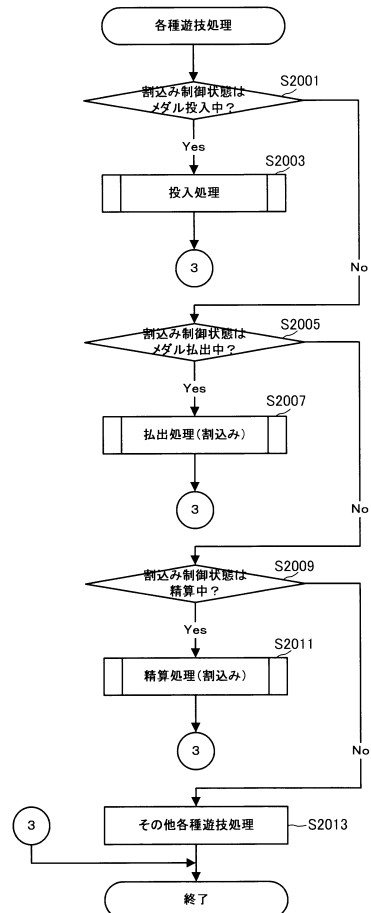 各種遊技処理
S2001
割込み制御状態は
メダル投入中？
Yes
S2003
投入処理
3
No
S2005
割込み制御状態は
メダル払出中？
Yes
S2007
払出処理(割込み)
3
No
S2009
割込み制御状態は
精算中？
Yes
S2011
精算処理(割込み)
3
No
その他各種遊技処理
S2013
3
終了